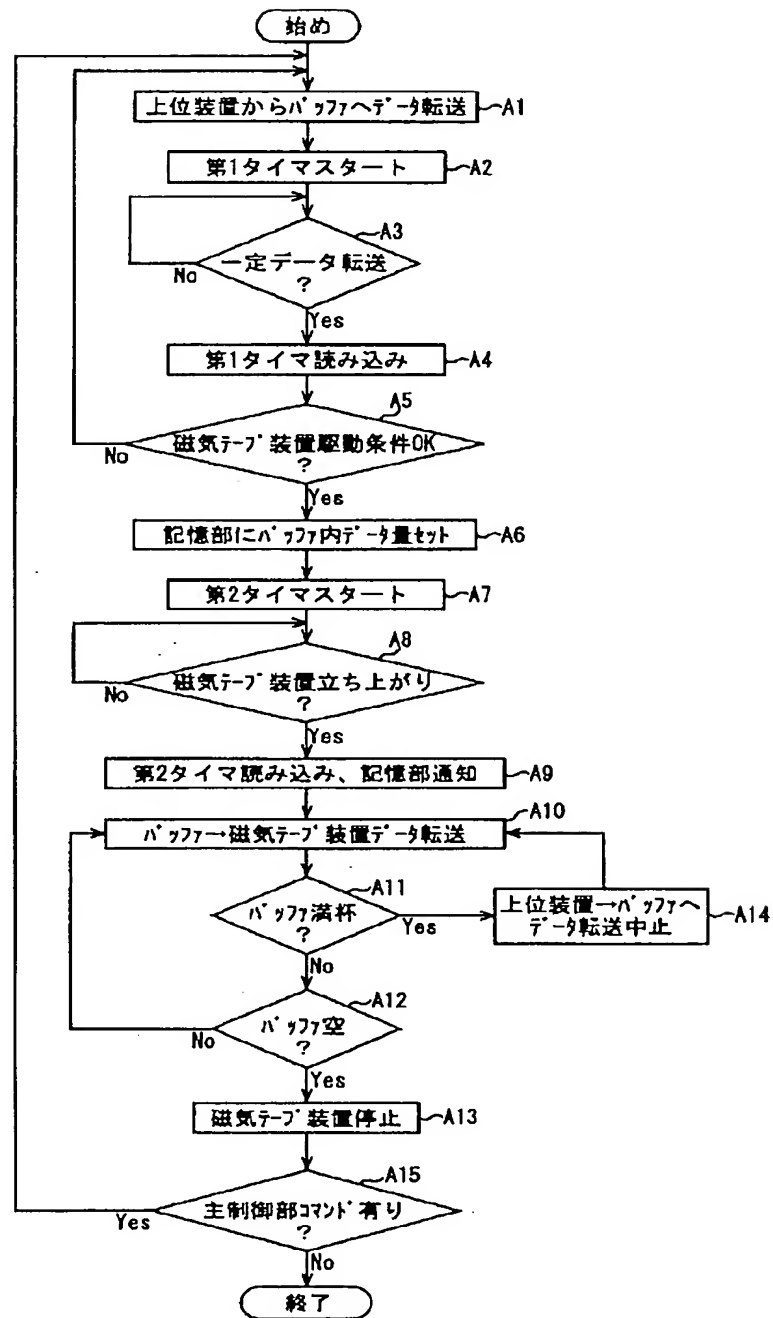 始め
上位装置からﾊﾞｯﾌｧへﾃﾞｰﾀ転送
A1
第1タイマスタート
A2
A3
一定データ転送
?
No
Yes
第1タイマ読み込み
A4
A5
磁気ﾃｰﾌﾟ装置駆動条件OK
?
No
Yes
記憶部にﾊﾞｯﾌｧ内ﾃﾞｰﾀ量ｾｯﾄ
A6
第2タイマスタート
A7
A8
磁気ﾃｰﾌﾟ装置立ち上がり
?
No
Yes
第2タイマ読み込み、記憶部通知
A9
A10
ﾊﾞｯﾌｧ→磁気ﾃｰﾌﾟ装置ﾃﾞｰﾀ転送
A11
ﾊﾞｯﾌｧ満杯
?
Yes
上位装置→ﾊﾞｯﾌｧへ
ﾃﾞｰﾀ転送中止
A14
No
A12
ﾊﾞｯﾌｧ空
?
No
Yes
磁気ﾃｰﾌﾟ装置停止
A13
A15
主制御部ｺﾏﾝﾄﾞ有り
?
Yes
No
終了